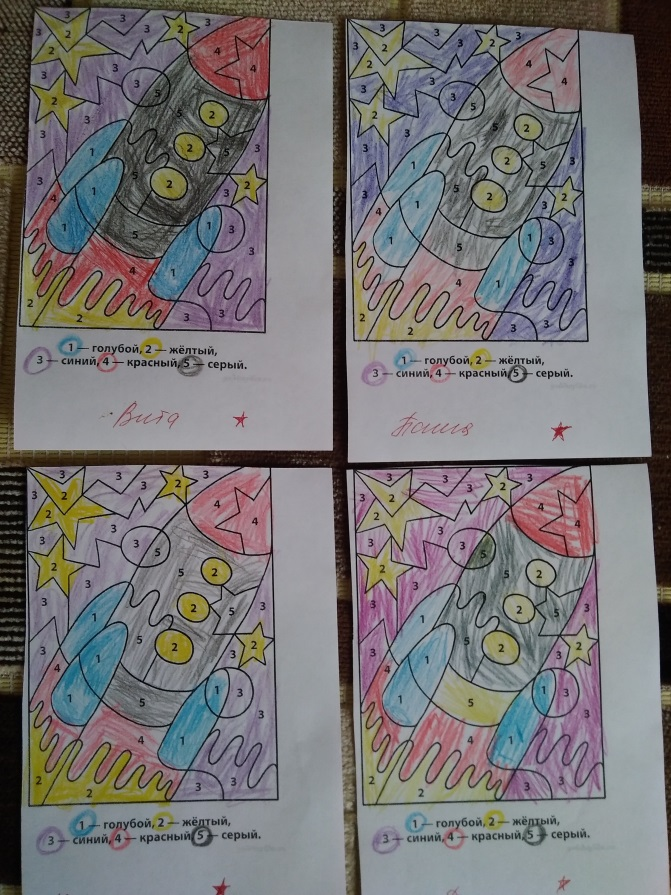 1 — голубой, 2 — жёлтый,
3 — синий, 4 — красный, 5 — серый.
Вита
1 — голубой, 2 — жёлтый,
3 — синий, 4 — красный, 5 — серый.
Паша
1 — голубой, 2 — жёлтый,
3 — синий, 4 — красный, 5 — серый.
1 — голубой, 2 — жёлтый,
3 — синий, 4 — красный, 5 — серый.